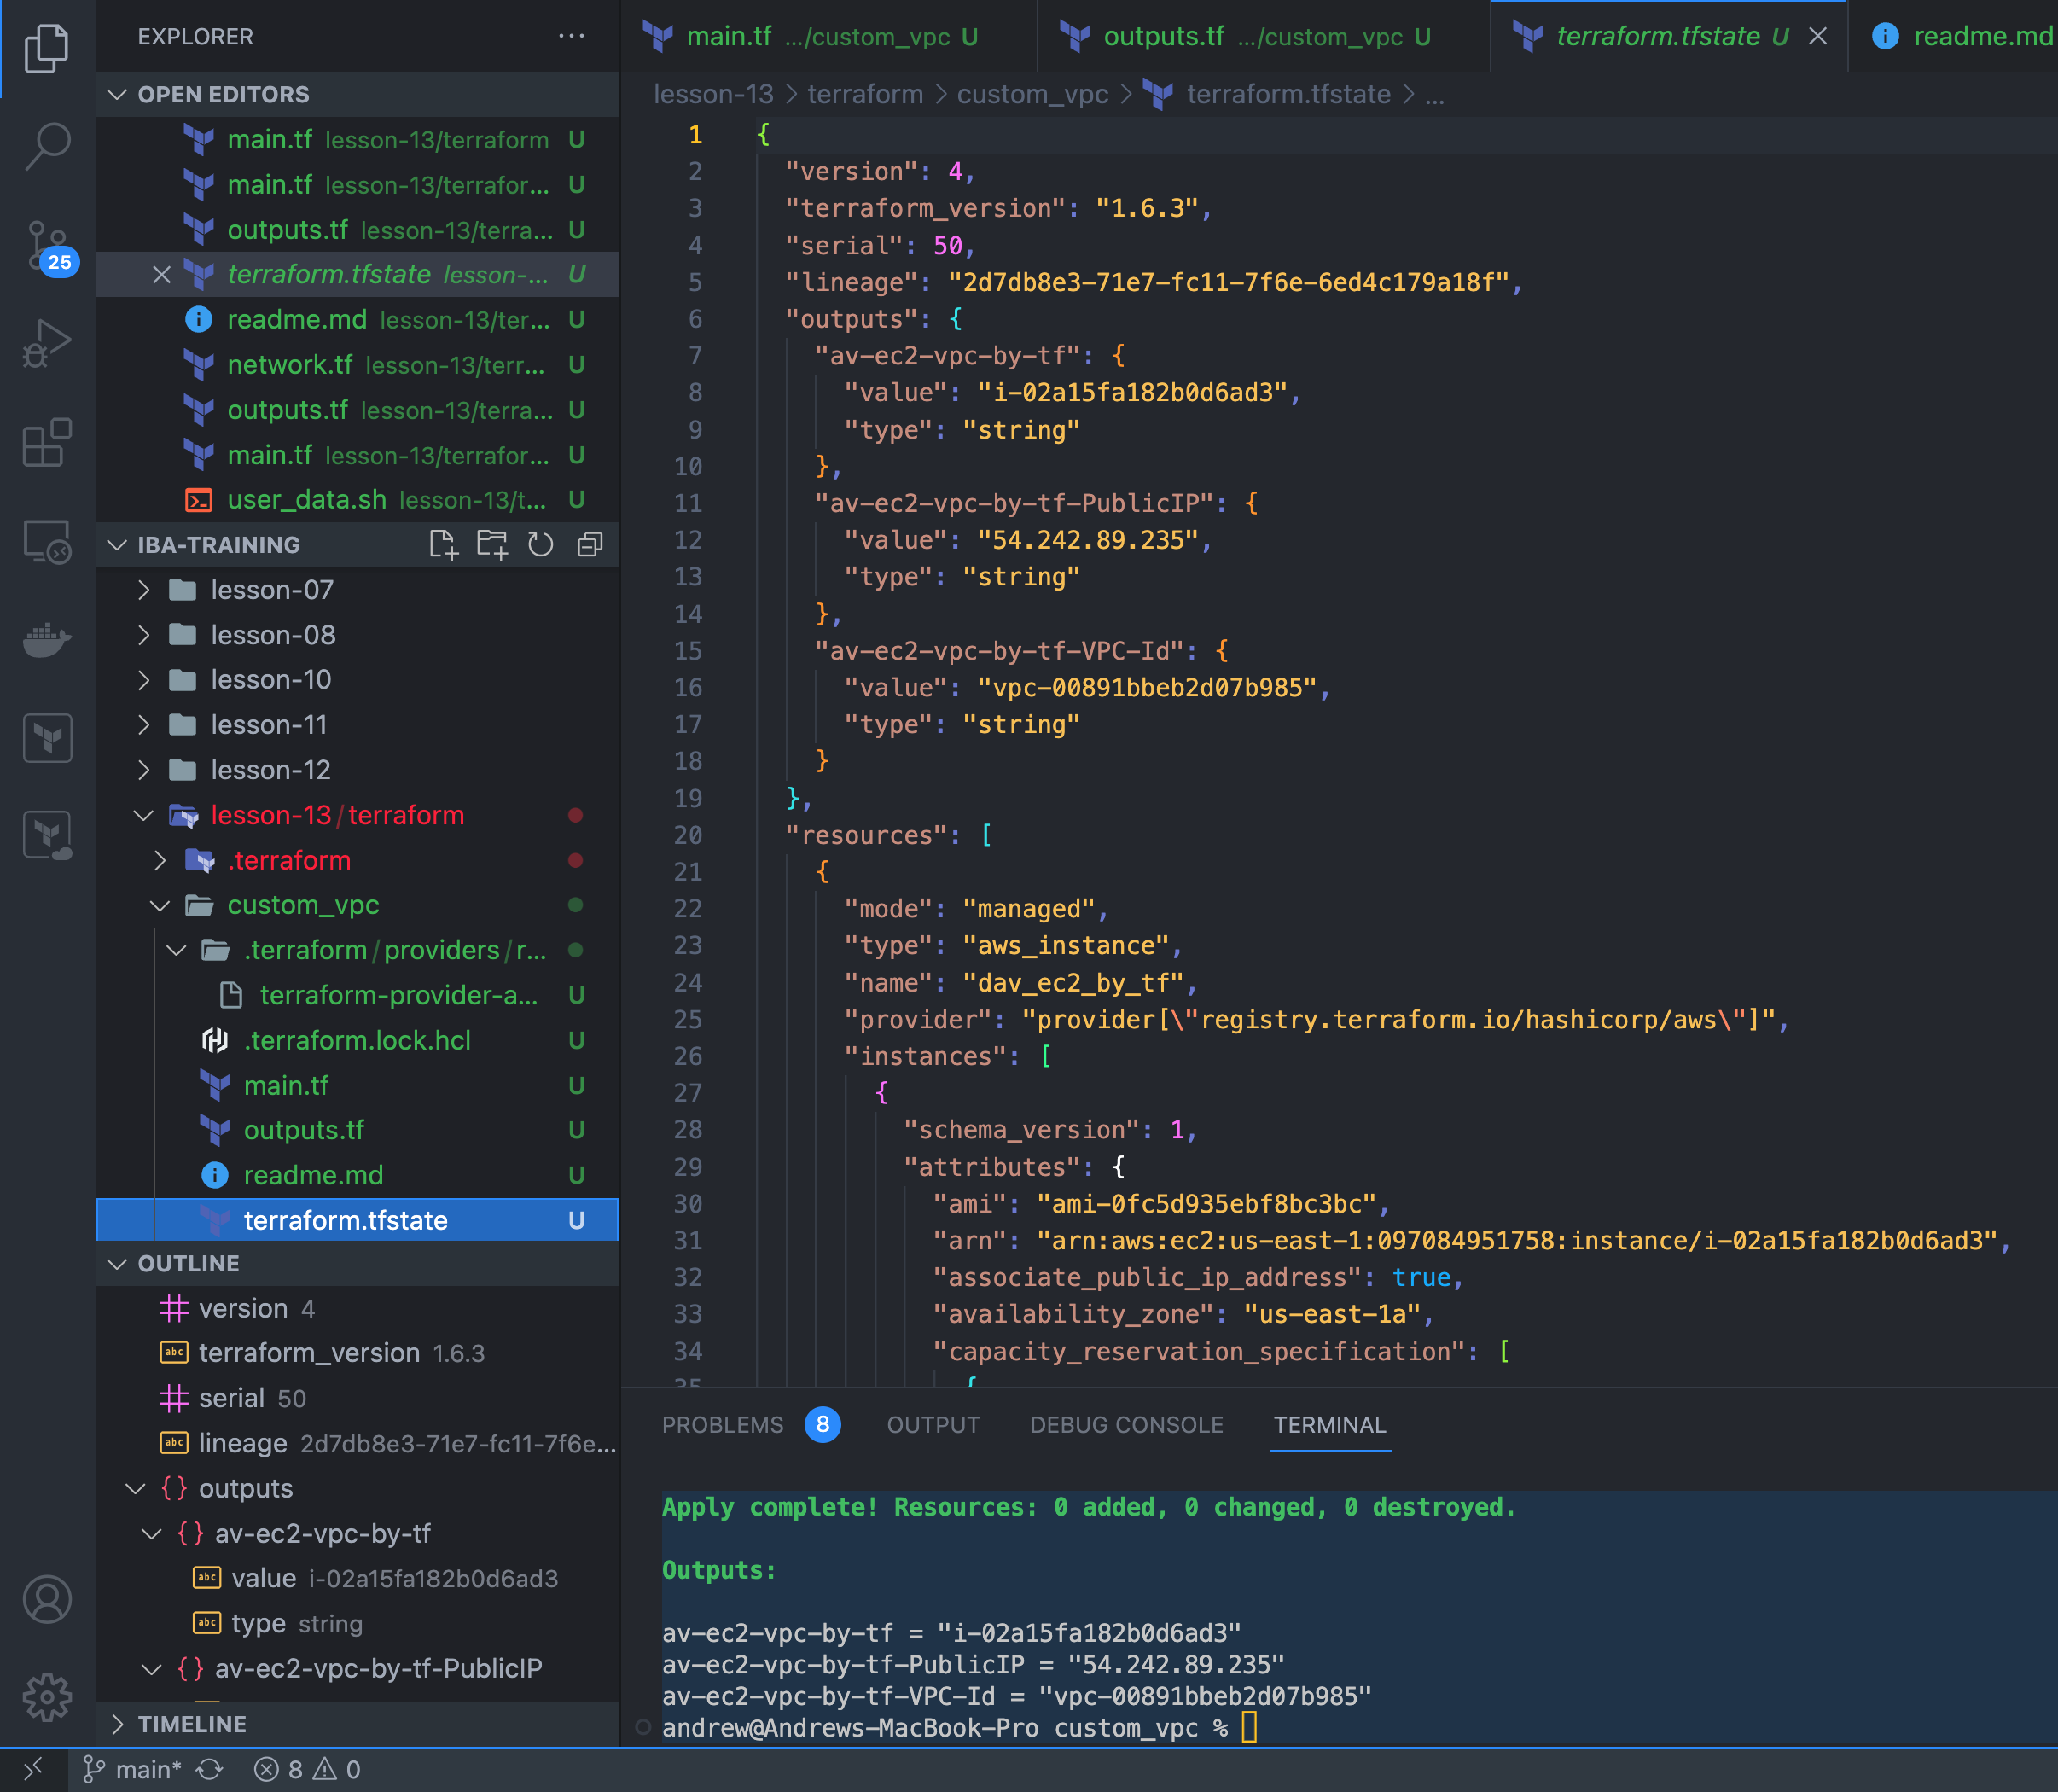 EXPLORER
OPEN EDITORS
main.tf lesson-13/terraform U
main.tf lesson-13/terrafor... U
outputs.tf lesson-13/terra... U
terraform.tfstate lesson-... U
readme.md lesson-13/ter... U
network.tf lesson-13/terr... U
outputs.tf lesson-13/terra... U
main.tf lesson-13/terrafor... U
user_data.sh lesson-13/t... U
IBA-TRAINING
lesson-07
lesson-08
lesson-10
lesson-11
lesson-12
lesson-13/terraform
.terraform
custom_vpc
.terraform/providers/r...
terraform-provider-a... U
.terraform.lock.hcl U
main.tf U
outputs.tf U
readme.md U
terraform.tfstate U
OUTLINE
version 4
terraform_version 1.6.3
serial 50
lineage 2d7db8e3-71e7-fc11-7f6e...
{} outputs
{} av-ec2-vpc-by-tf
abc value i-02a15fa182b0d6ad3
abc type string
{} av-ec2-vpc-by-tf-PublicIP
TIMELINE
25
main.tf .../custom_vpc U
outputs.tf .../custom_vpc U
terraform.tfstate U
readme.md
lesson-13 > terraform > custom_vpc > terraform.tfstate > ...
1 {
2 "version": 4,
3 "terraform_version": "1.6.3",
4 "serial": 50,
5 "lineage": "2d7db8e3-71e7-fc11-7f6e-6ed4c179a18f",
6 "outputs": {
7 "av-ec2-vpc-by-tf": {
8 "value": "i-02a15fa182b0d6ad3",
9 "type": "string"
10 },
11 "av-ec2-vpc-by-tf-PublicIP": {
12 "value": "54.242.89.235",
13 "type": "string"
14 },
15 "av-ec2-vpc-by-tf-VPC-Id": {
16 "value": "vpc-00891bbeb2d07b985",
17 "type": "string"
18 }
19 },
20 "resources": [
21 {
22 "mode": "managed",
23 "type": "aws_instance",
24 "name": "dav_ec2_by_tf",
25 "provider": "provider[\"registry.terraform.io/hashicorp/aws\"]",
26 "instances": [
27 {
28 "schema_version": 1,
29 "attributes": {
30 "ami": "ami-0fc5d935ebf8bc3bc",
31 "arn": "arn:aws:ec2:us-east-1:097084951758:instance/i-02a15fa182b0d6ad3",
32 "associate_public_ip_address": true,
33 "availability_zone": "us-east-1a",
34 "capacity_reservation_specification": [
35 {
PROBLEMS 8 OUTPUT DEBUG CONSOLE TERMINAL
Apply complete! Resources: 0 added, 0 changed, 0 destroyed.
Outputs:
av-ec2-vpc-by-tf = "i-02a15fa182b0d6ad3"
av-ec2-vpc-by-tf-PublicIP = "54.242.89.235"
av-ec2-vpc-by-tf-VPC-Id = "vpc-00891bbeb2d07b985"
andrew@Andrews-MacBook-Pro custom_vpc %
main* 8 0